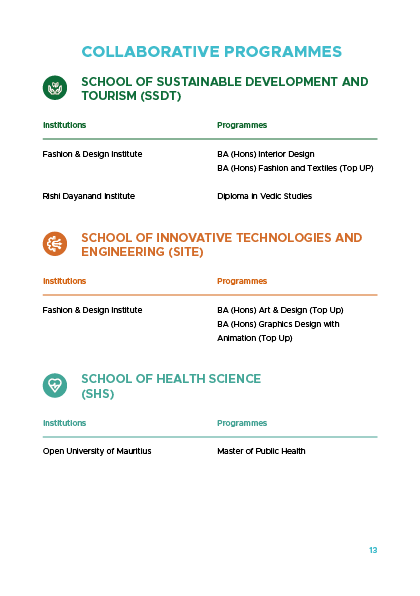 COLLABORATIVE PROGRAMMES
SCHOOL OF SUSTAINABLE DEVELOPMENT AND
TOURISM (SSDT)
Institutions Programmes
Fashion & Design Institute BA (Hons) Interior Design
BA (Hons) Fashion and Textiles (Top UP)
Rishi Dayanand Institute Diploma in Vedic Studies
SCHOOL OF INNOVATIVE TECHNOLOGIES AND
ENGINEERING (SITE)
Institutions Programmes
Fashion & Design Institute BA (Hons) Art & Design (Top Up)
BA (Hons) Graphics Design with
Animation (Top Up)
SCHOOL OF HEALTH SCIENCE
(SHS)
Institutions Programmes
Open University of Mauritius Master of Public Health
13